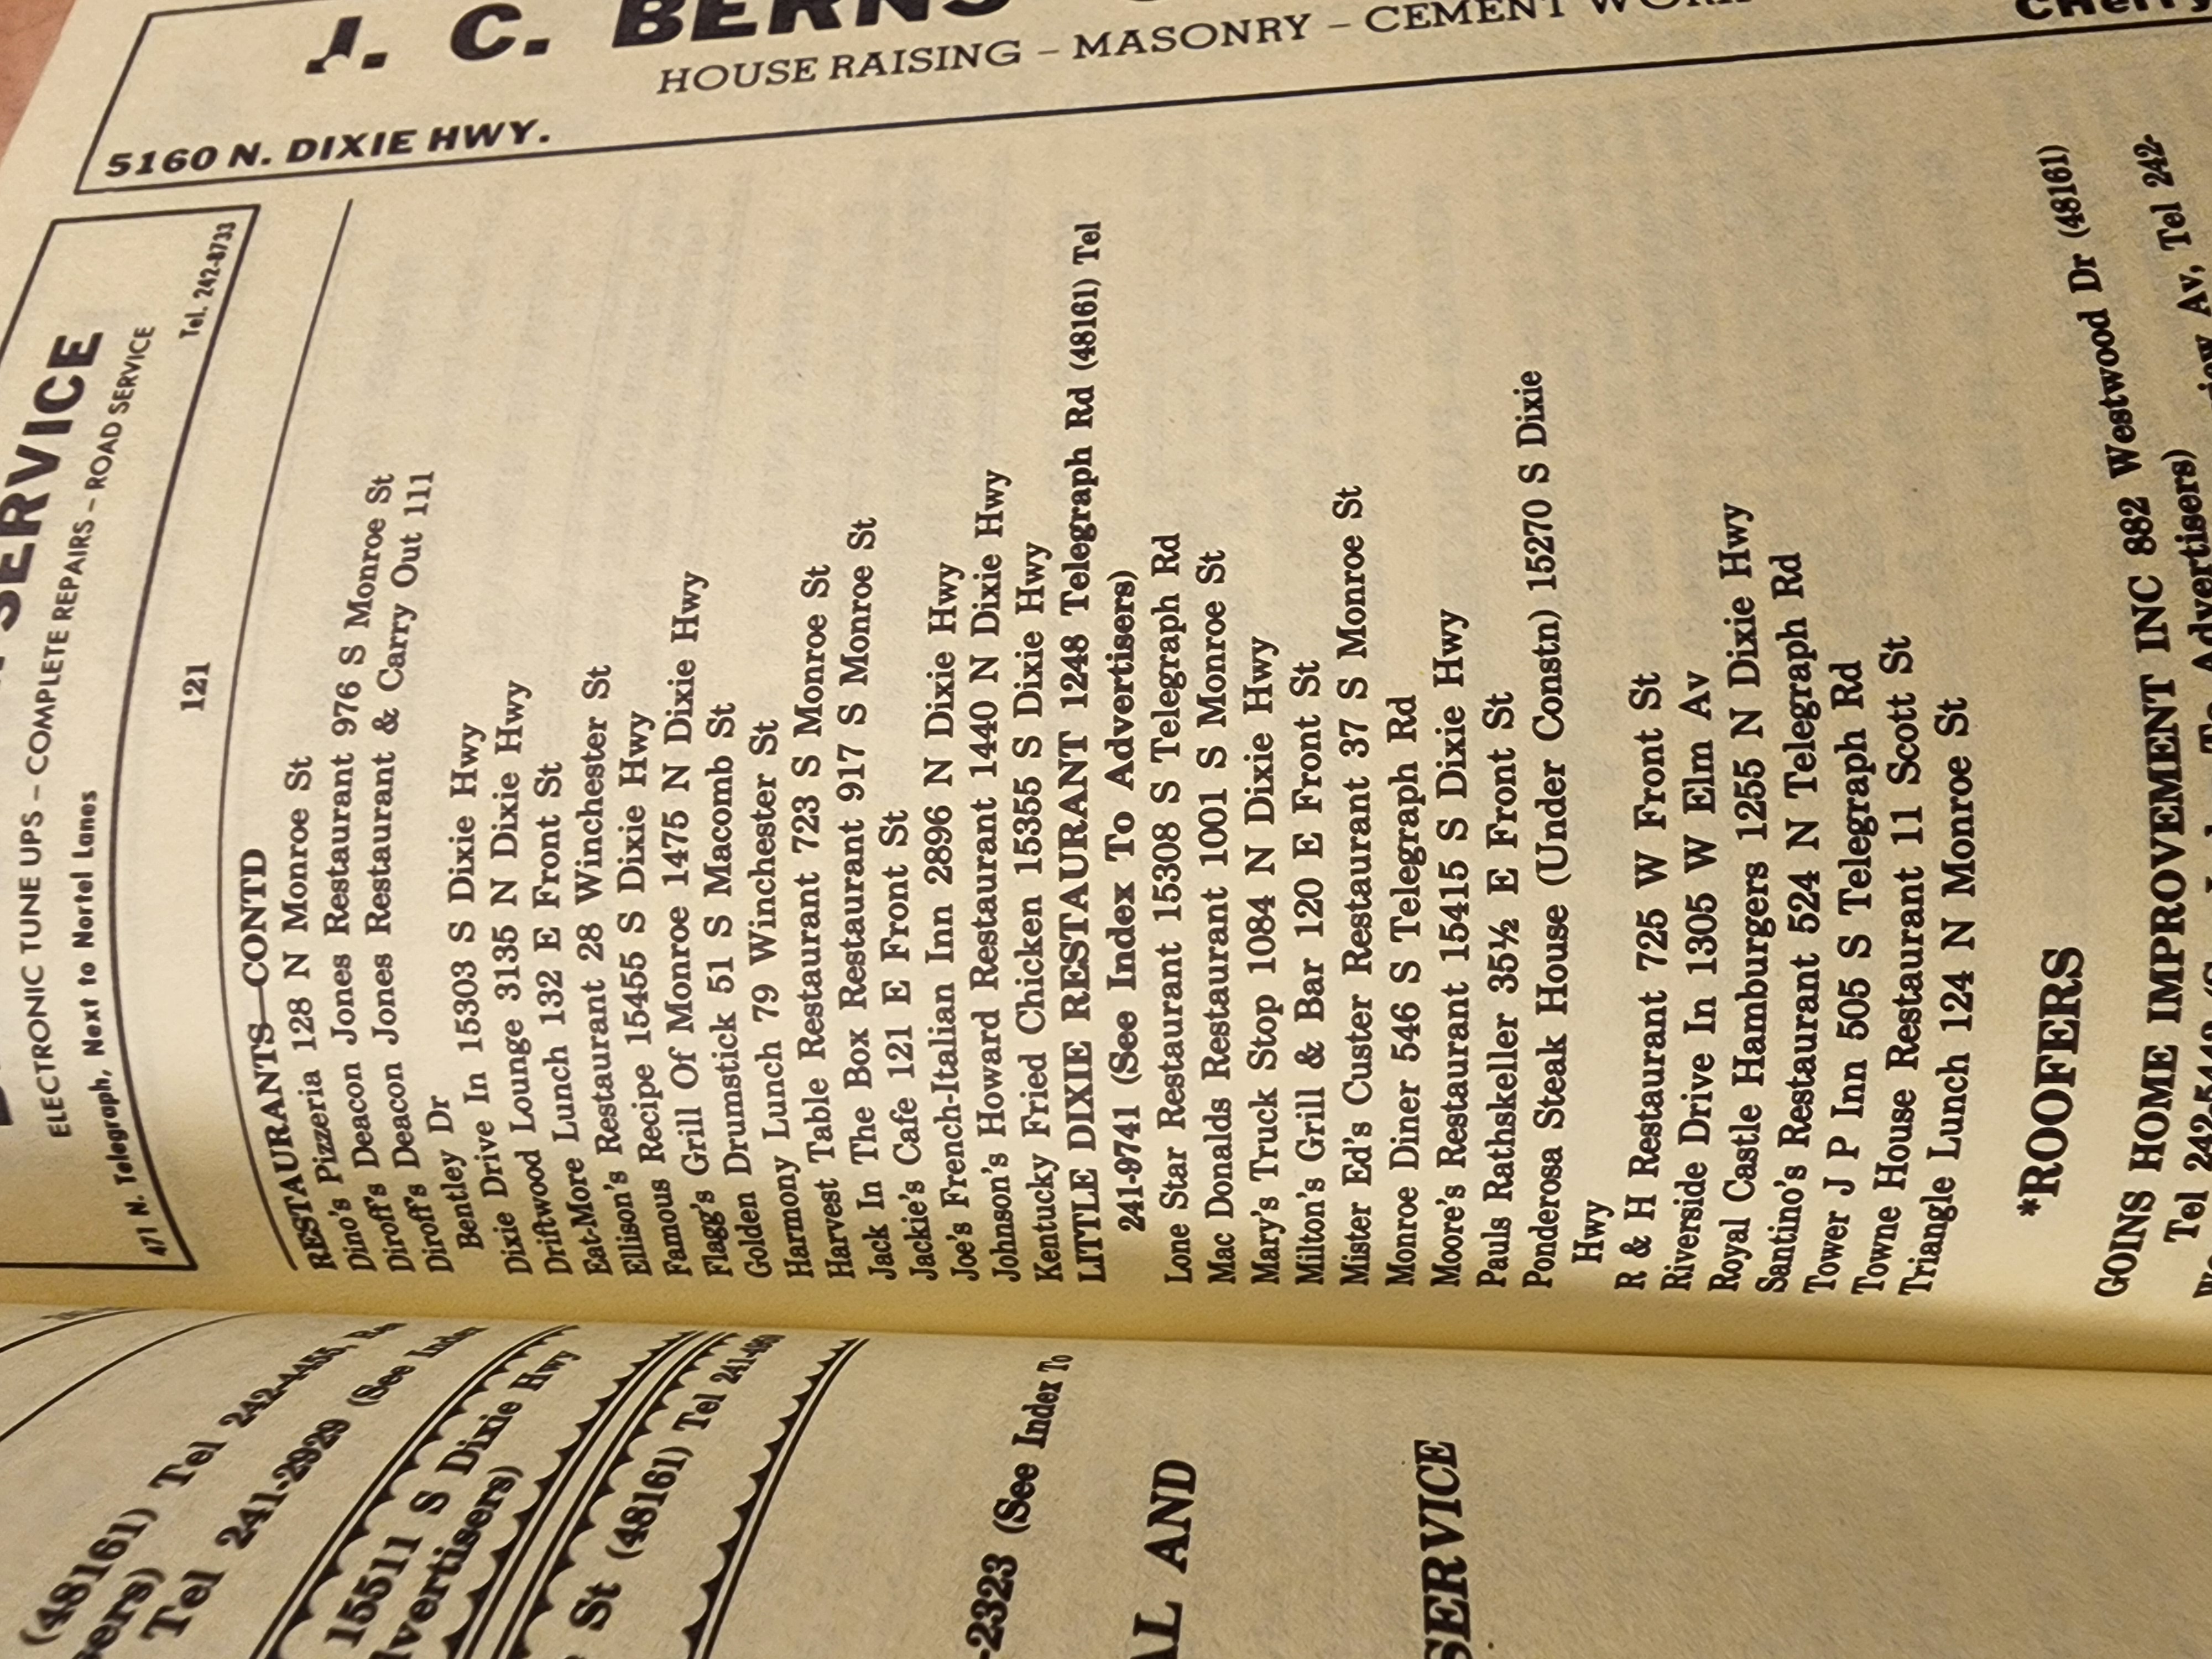 J. C. BERNS
HOUSE RAISING – MASONRY – CEMENT WORK
5160 N. DIXIE HWY.
SERVICE
ELECTRONIC TUNE UPS – COMPLETE REPAIRS – ROAD SERVICE
471 N. Telegraph, Next to Nortel Lanes
Tel. 242-8733
121
RESTAURANTS—CONTD
Dino's Pizzeria 128 N Monroe St
Diroff's Deacon Jones Restaurant 976 S Monroe St
Diroff's Deacon Jones Restaurant & Carry Out 111
Bentley Dr
Dixie Drive In 15303 S Dixie Hwy
Driftwood Lounge 3135 N Dixie Hwy
Eat-More Lunch 132 E Front St
Ellison's Restaurant 28 Winchester St
Famous Recipe 15455 S Dixie Hwy
Flagg's Grill Of Monroe 1475 N Dixie Hwy
Golden Drumstick 51 S Macomb St
Harmony Lunch 79 Winchester St
Harvest Table Restaurant 723 S Monroe St
Jack In The Box Restaurant 917 S Monroe St
Jackie's Cafe 121 E Front St
Joe's French-Italian Inn 2896 N Dixie Hwy
Johnson's Howard Restaurant 1440 N Dixie Hwy
Kentucky Fried Chicken 15355 S Dixie Hwy
LITTLE DIXIE RESTAURANT 1248 Telegraph Rd (48161) Tel
241-9741 (See Index To Advertisers)
Lone Star Restaurant 15308 S Telegraph Rd
Mac Donalds Restaurant 1001 S Monroe St
Mary's Truck Stop 1084 N Dixie Hwy
Milton's Grill & Bar 120 E Front St
Mister Ed's Custer Restaurant 37 S Monroe St
Monroe Diner 546 S Telegraph Rd
Moore's Restaurant 15415 S Dixie Hwy
Pauls Rathskeller 35½ E Front St
Ponderosa Steak House (Under Constn) 15270 S Dixie
Hwy
R & H Restaurant 725 W Front St
Riverside Drive In 1305 W Elm Av
Royal Castle Hamburgers 1255 N Dixie Hwy
Santino's Restaurant 524 N Telegraph Rd
Tower J P Inn 505 S Telegraph Rd
Towne House Restaurant 11 Scott St
Triangle Lunch 124 N Monroe St
*ROOFERS
GOINS HOME IMPROVEMENT INC 882 Westwood Dr (48161)
Av, Tel 242-
Advertisers)
(48161) Tel 242-4455,
Tel 241-2929 (See Index
15511 S Dixie Hwy
St (48161) Tel
-2323 (See Index To
AND
SERVICE